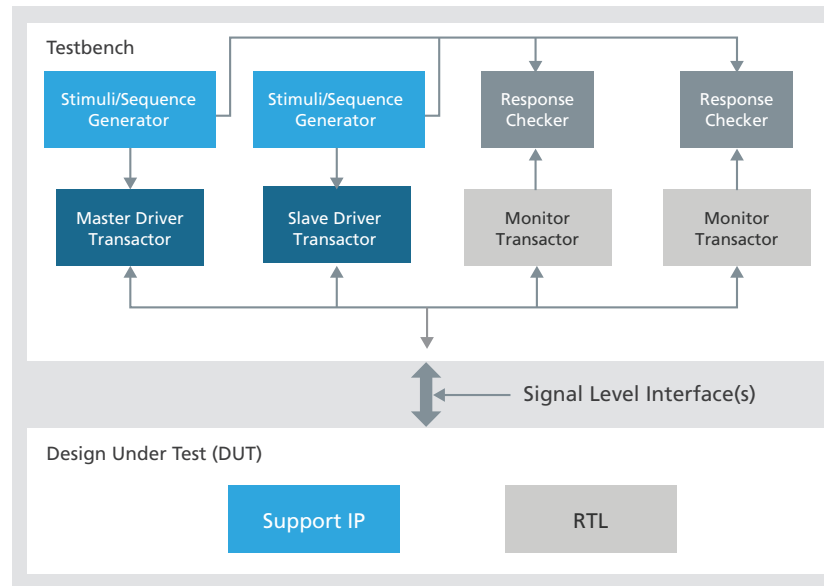 Testbench
Stimuli/Sequence
Generator
Stimuli/Sequence
Generator
Response
Checker
Response
Checker
Master Driver
Transactor
Slave Driver
Transactor
Monitor
Transactor
Monitor
Transactor
Signal Level Interface(s)
Design Under Test (DUT)
Support IP
RTL